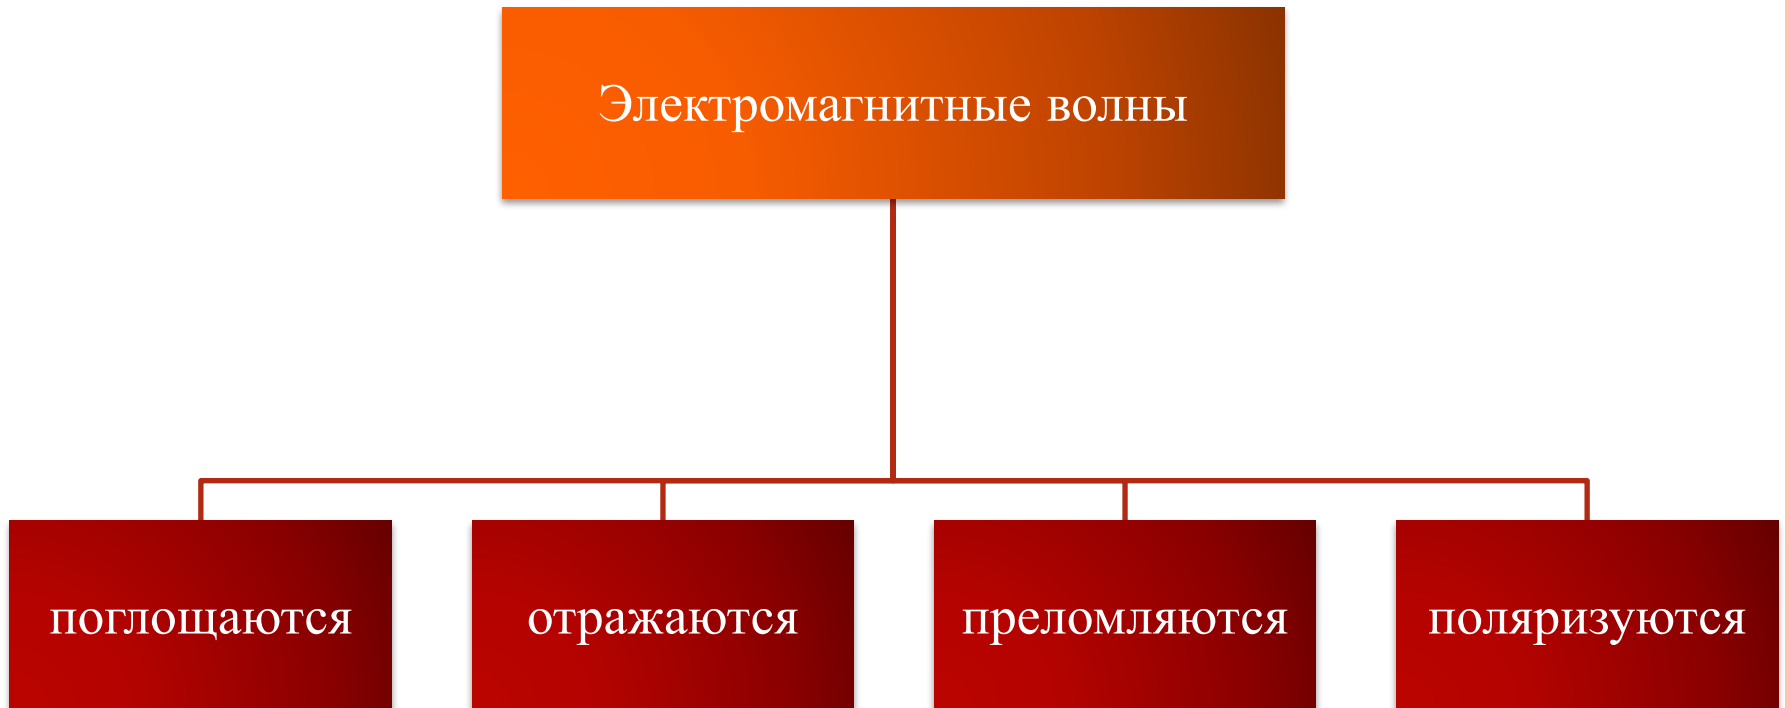 Электромагнитные волны
поглощаются
отражаются
преломляются
поляризуются